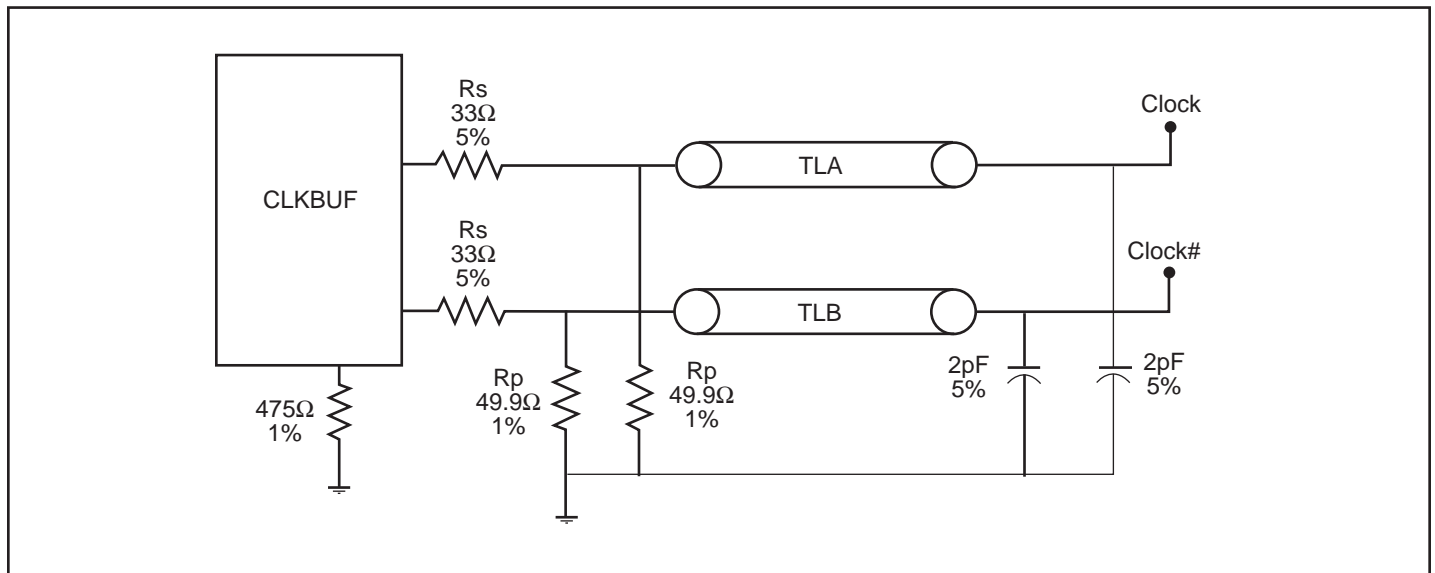 Rs
33Ω
5%
Clock
TLA
CLKBUF
Rs
33Ω
5%
Clock#
TLB
475Ω
1%
Rp
49.9Ω
1%
Rp
49.9Ω
1%
2pF
5%
2pF
5%